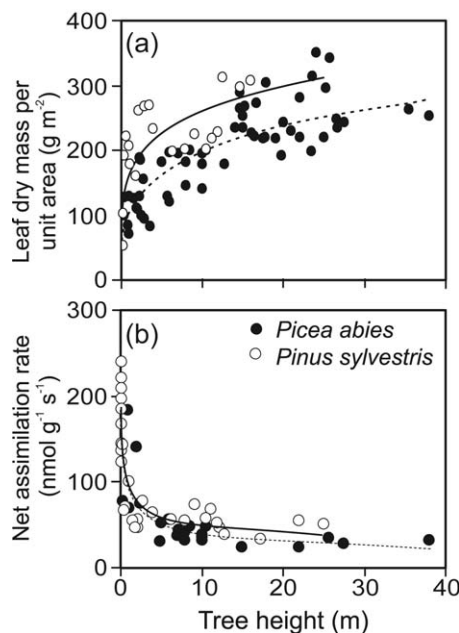 (a)
Leaf dry mass per
unit area (g m⁻²)
400
300
200
100
0
(b)
Picea abies
Pinus sylvestris
Net assimilation rate
(nmol g⁻¹ s⁻¹)
300
200
100
0
0 10 20 30 40
Tree height (m)